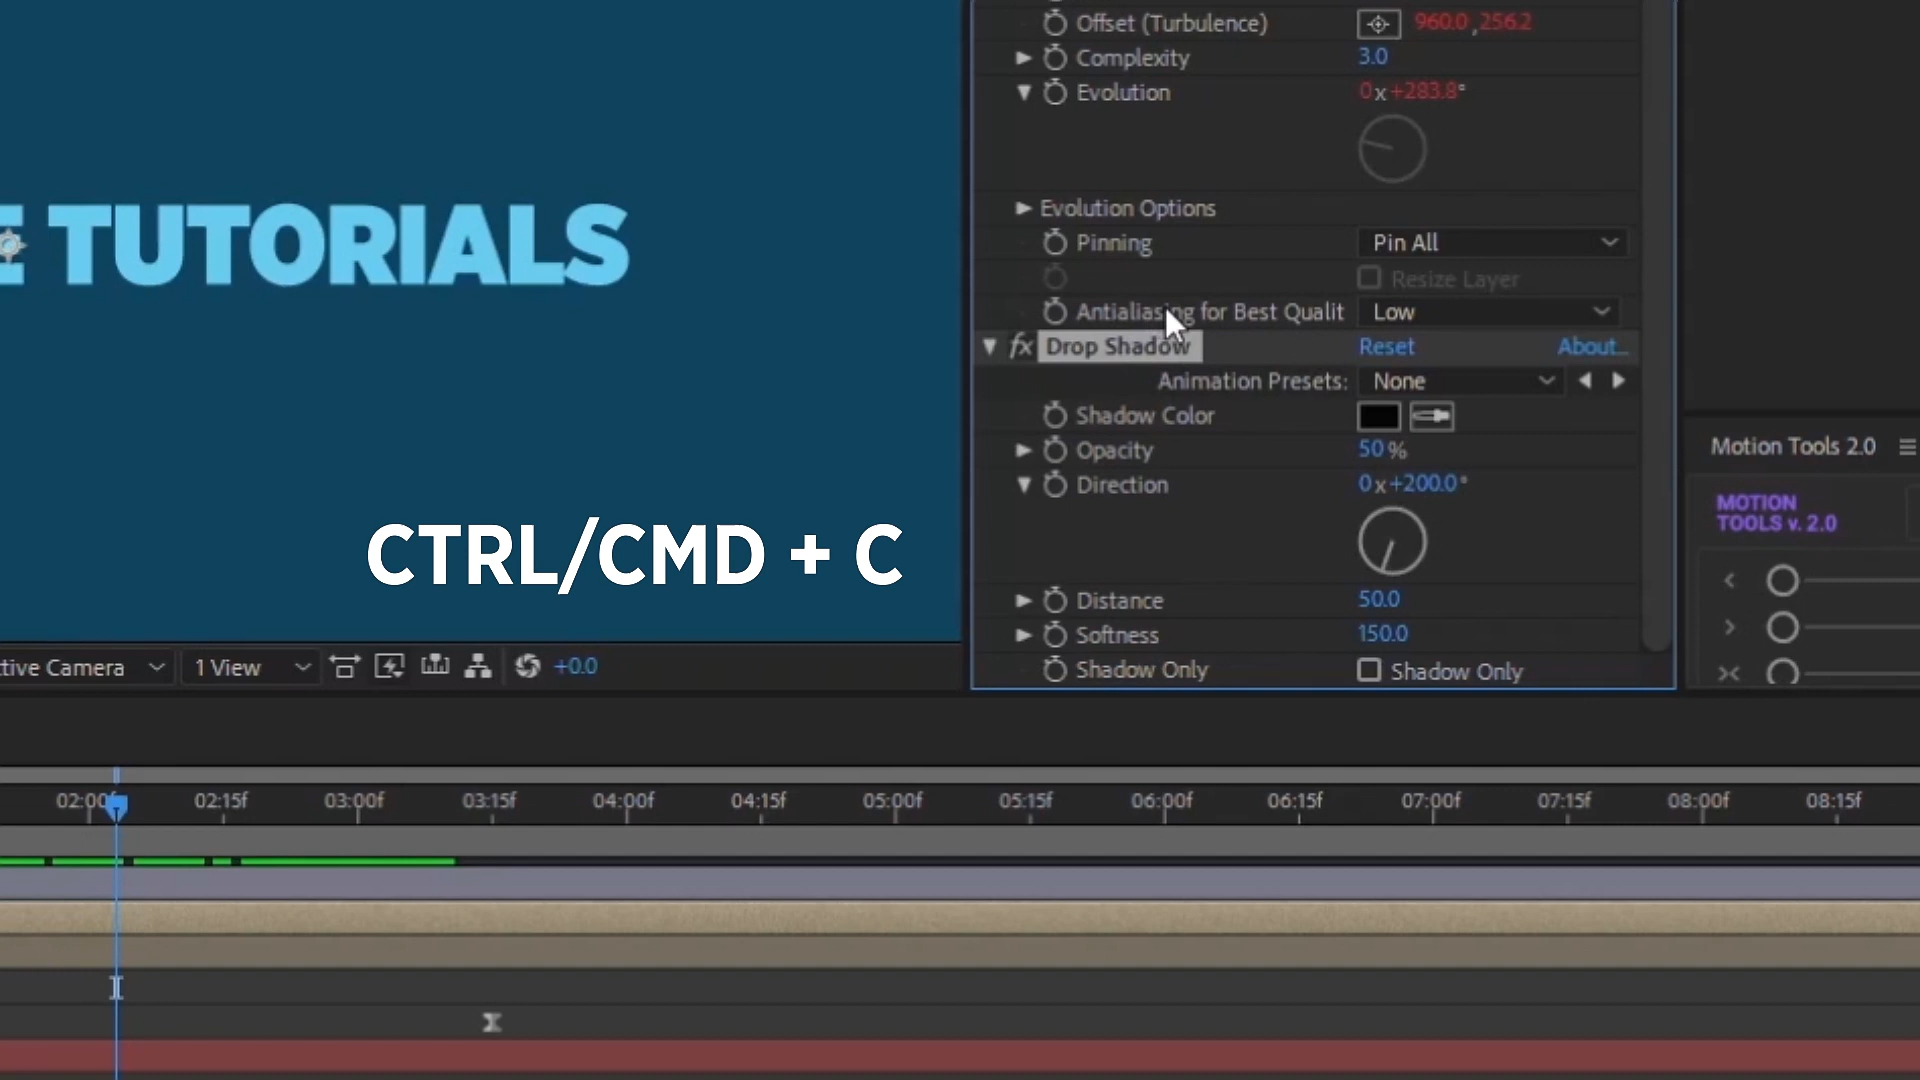 Offset (Turbulence) 960.0,256.2
Complexity 3.0
Evolution 0x+283.8°
Evolution Options
Pinning Pin All
Resize Layer
Antialiasing for Best Qualit Low
fx Drop Shadow Reset About...
Animation Presets: None
Shadow Color
Opacity 50%
Direction 0x+200.0°
Distance 50.0
Softness 150.0
Shadow Only Shadow Only
E TUTORIALS
CTRL/CMD + C
tive Camera 1 View +0.0
Motion Tools 2.0
MOTION
TOOLS v. 2.0
02:00f 02:15f 03:00f 03:15f 04:00f 04:15f 05:00f 05:15f 06:00f 06:15f 07:00f 07:15f 08:00f 08:15f